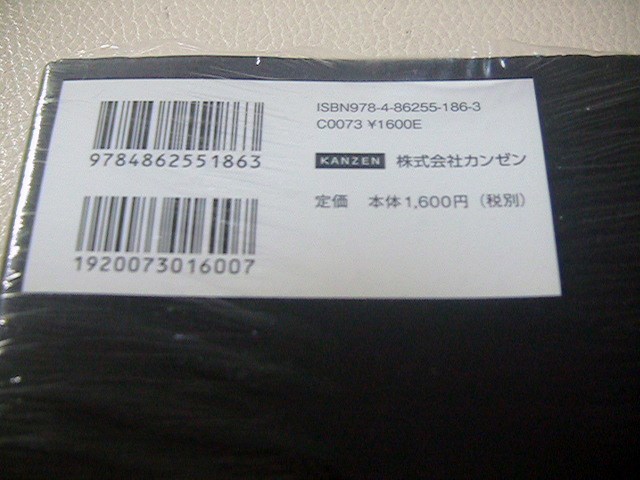 9784862551863
1920073016007
ISBN978-4-86255-186-3
C0073 ¥1600E
KANZEN 株式会社カンゼン
定価 本体1,600円(税別)